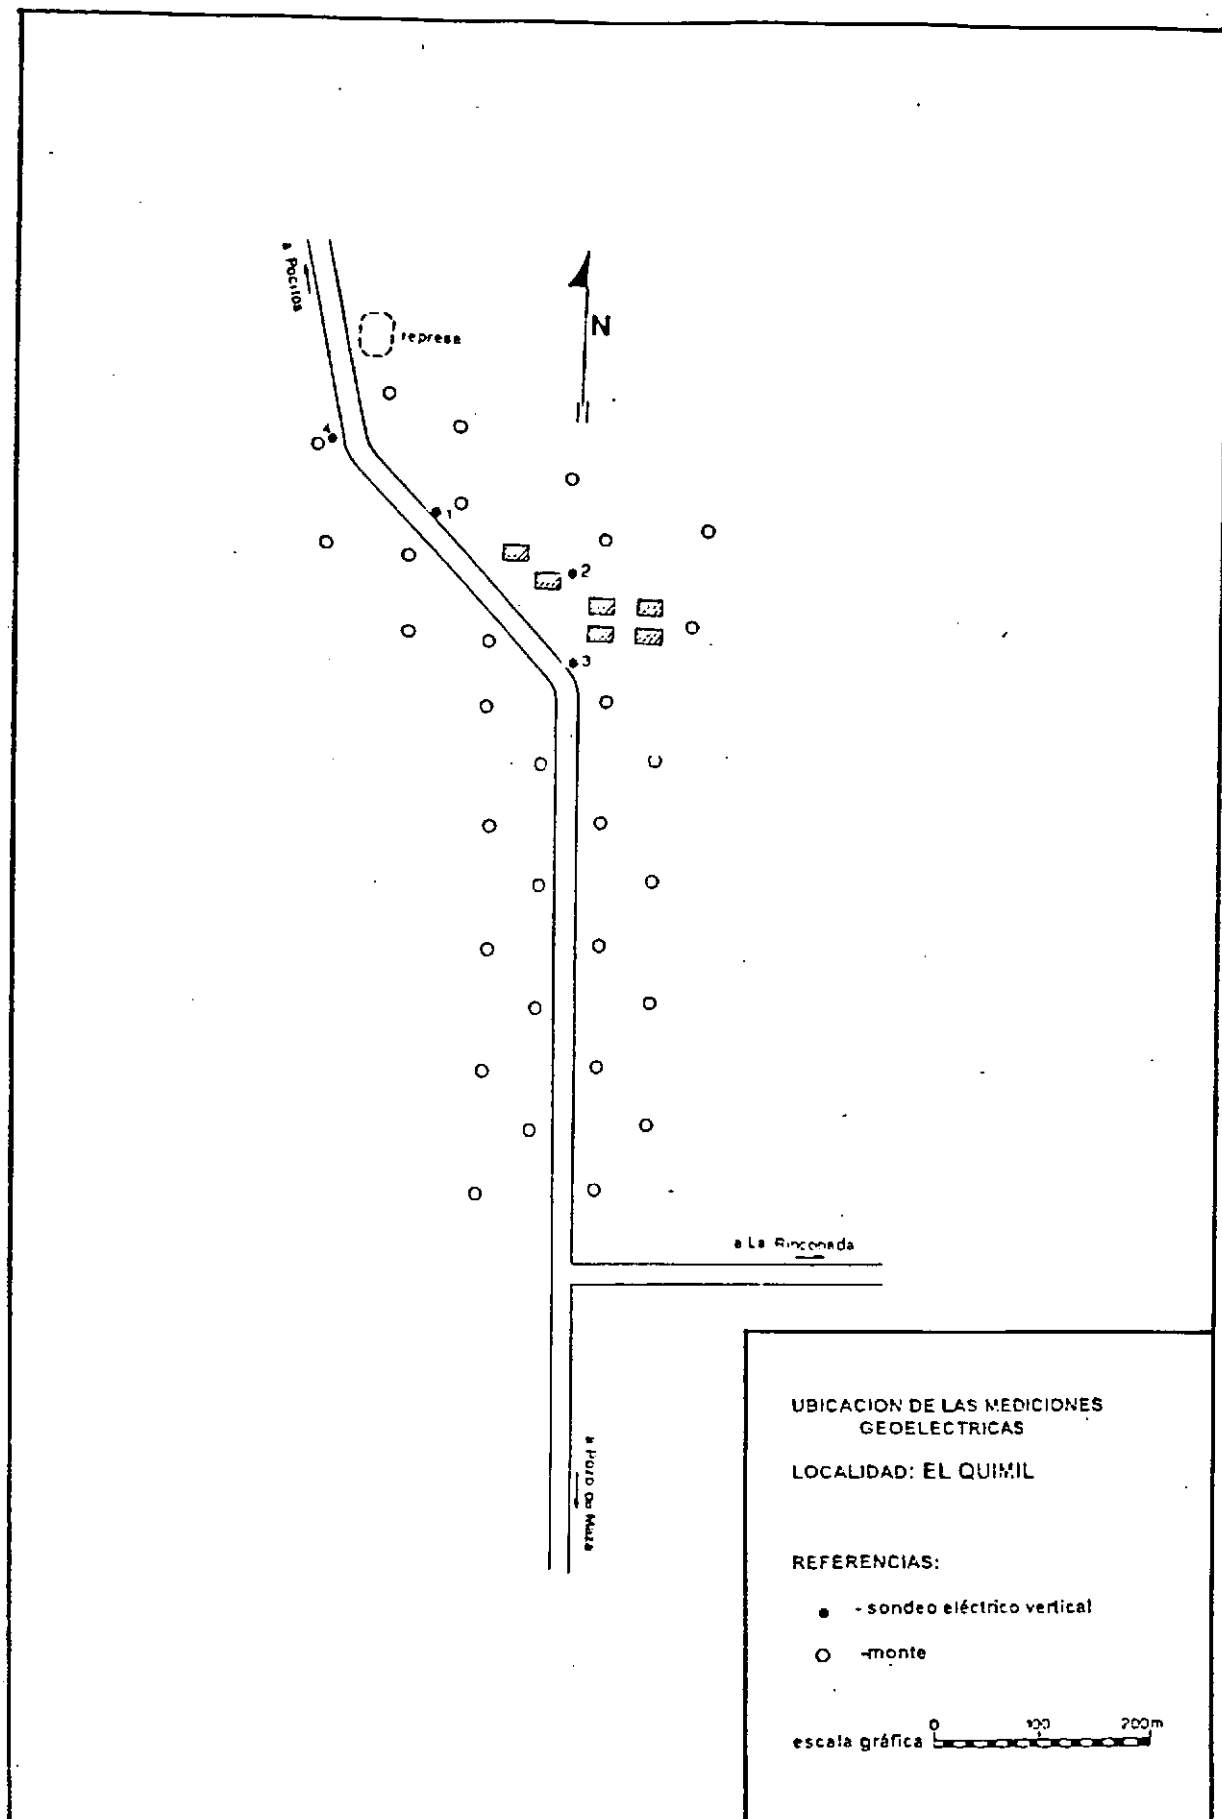 a Pocitos
represa
N
4
1
2
3
a La Rinconada
a Pozo de Maza
UBICACION DE LAS MEDICIONES
GEOELECTRICAS
LOCALIDAD: EL QUIMIL
REFERENCIAS:
- sondeo eléctrico vertical
-monte
0 100 200m
escala gráfica